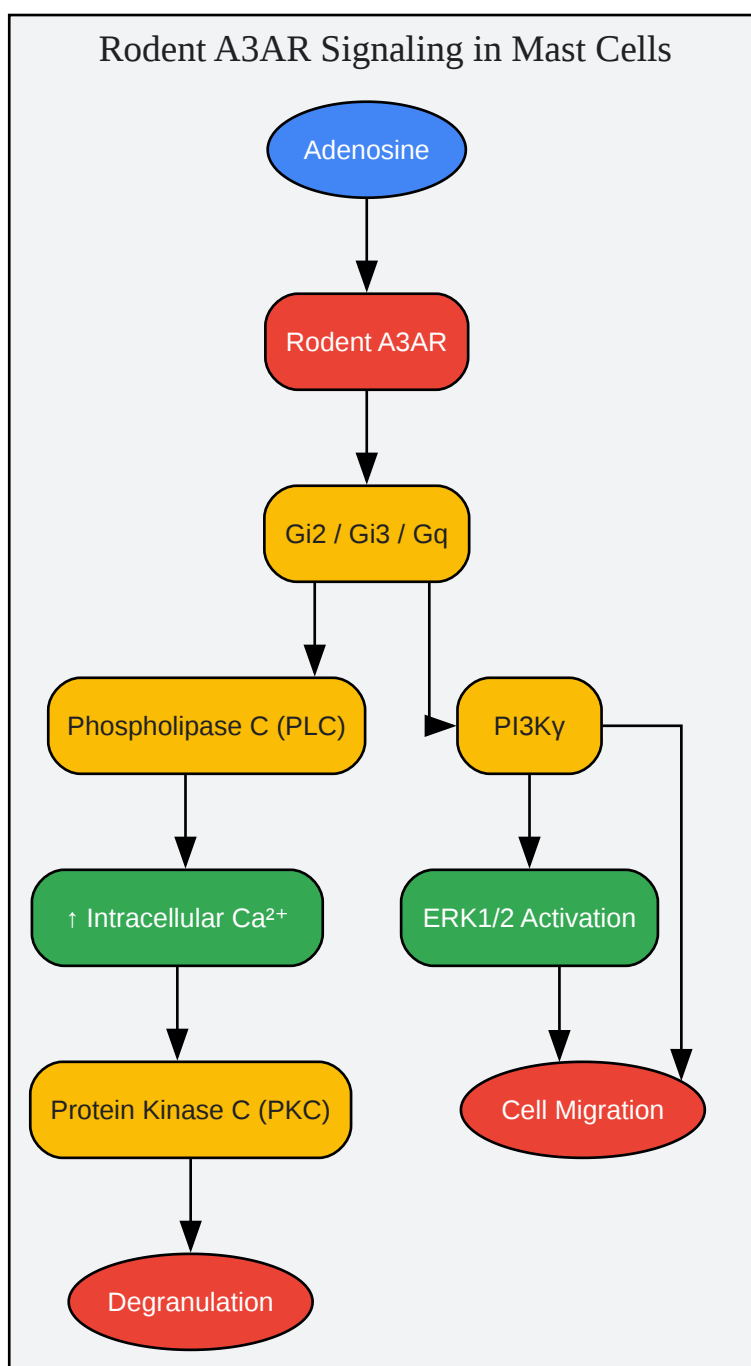 Rodent A3AR Signaling in Mast Cells
Adenosine
Rodent A3AR
Gi2 / Gi3 / Gq
Phospholipase C (PLC)
PI3Kγ
↑ Intracellular Ca²⁺
ERK1/2 Activation
Protein Kinase C (PKC)
Cell Migration
Degranulation